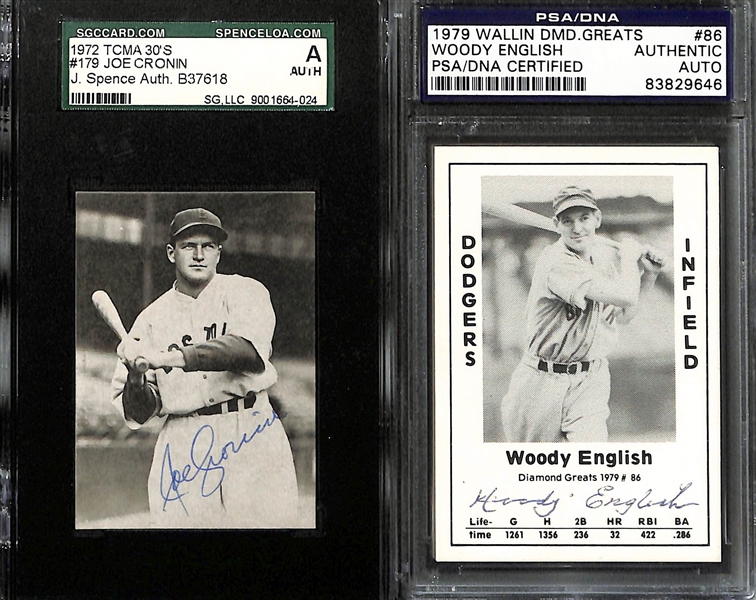 SGCCARD.COM SPENCELOA.COM
1972 TCMA 30'S A
#179 JOE CRONIN AUTH
J. Spence Auth. B37618
SG, LLC 9001664-024
Joe Cronin
PSA/DNA
1979 WALLIN DMD.GREATS #86
WOODY ENGLISH AUTHENTIC
PSA/DNA CERTIFIED AUTO
83829646
DODGERS
INFIELD
Woody English
Diamond Greats 1979 # 86
Woody English
Life- G H 2B HR RBI BA
time 1261 1356 236 32 422 .286